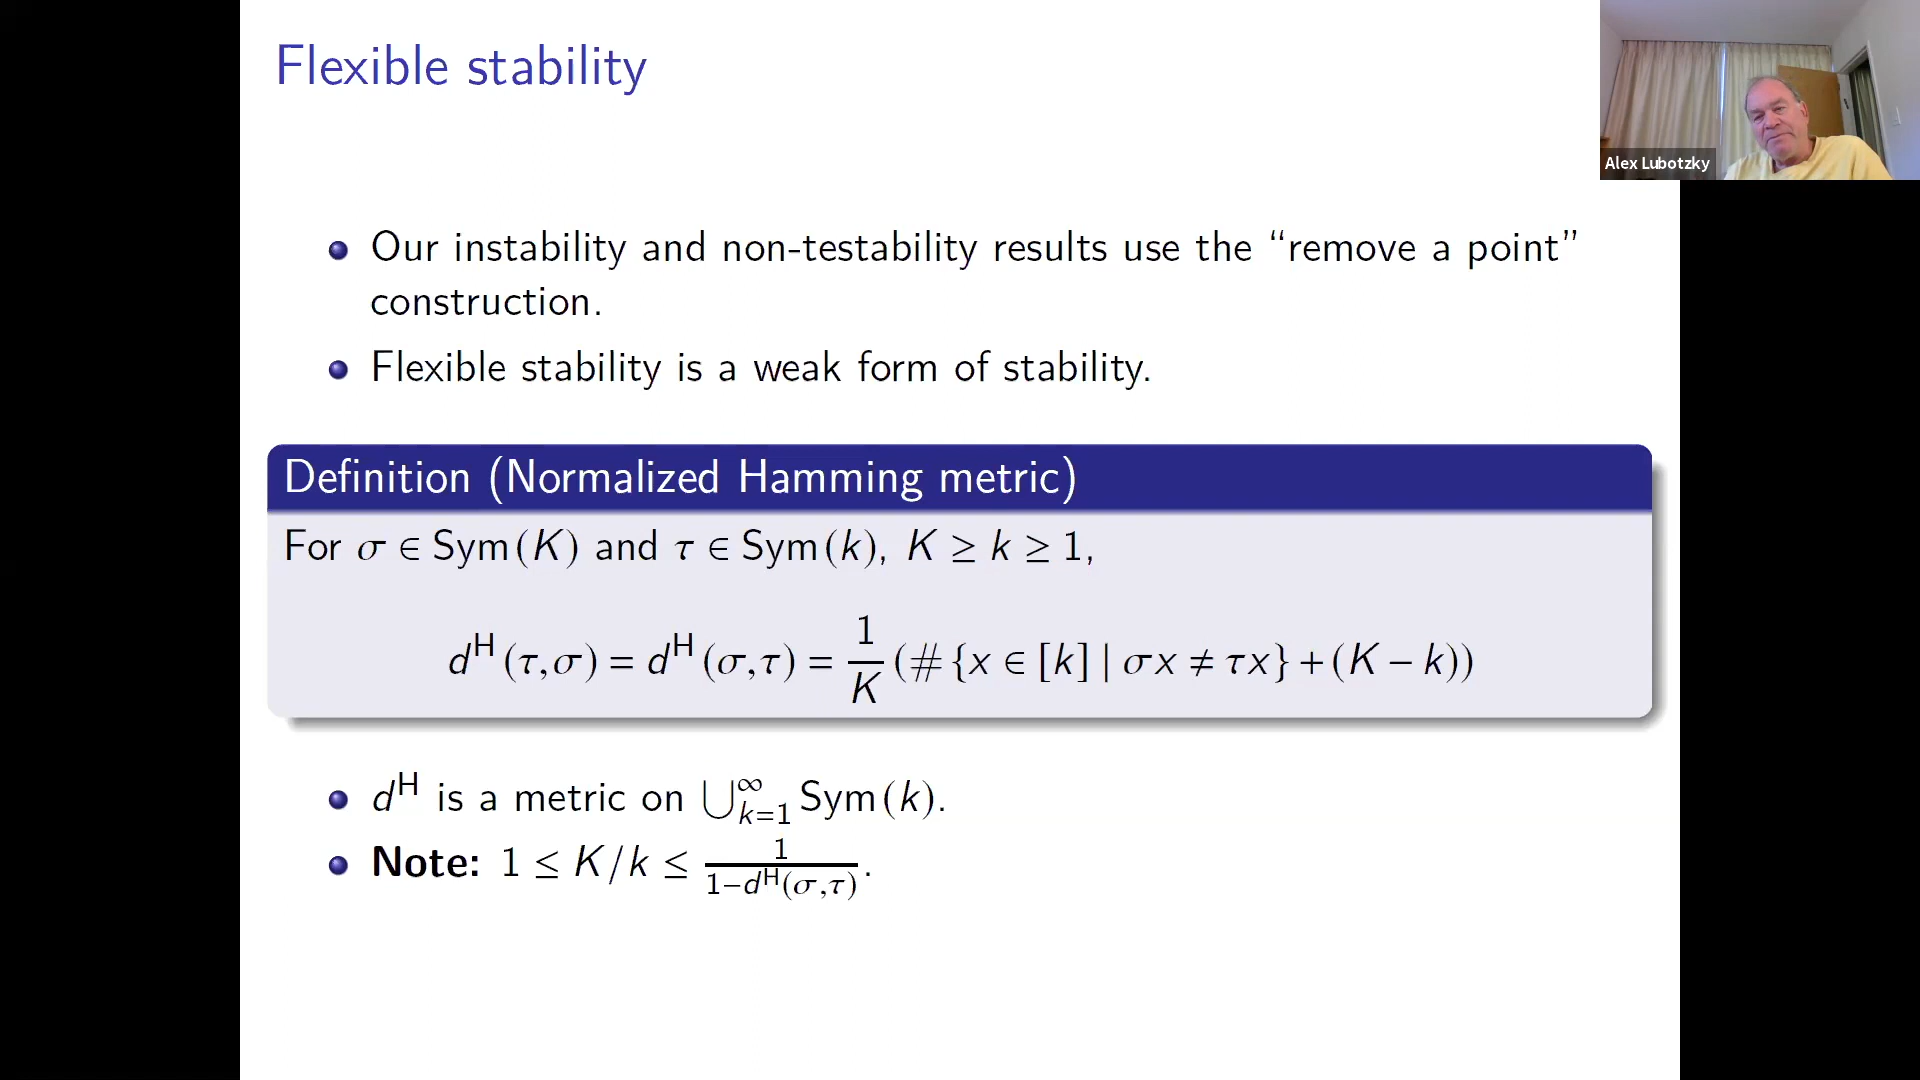 Flexible stability
Alex Lubotzky
Our instability and non-testability results use the “remove a point”
construction.
Flexible stability is a weak form of stability.
Definition (Normalized Hamming metric)
For σ ∈ Sym(K) and τ ∈ Sym(k), K ≥ k ≥ 1,
d^H(τ,σ) = d^H(σ,τ) = \frac{1}{K}(#{x ∈ [k] | σx ≠ τx} + (K − k))
d^H is a metric on ⋃_{k=1}^∞ Sym(k).
Note: 1 ≤ K/k ≤ \frac{1}{1−d^H(σ,τ)}.